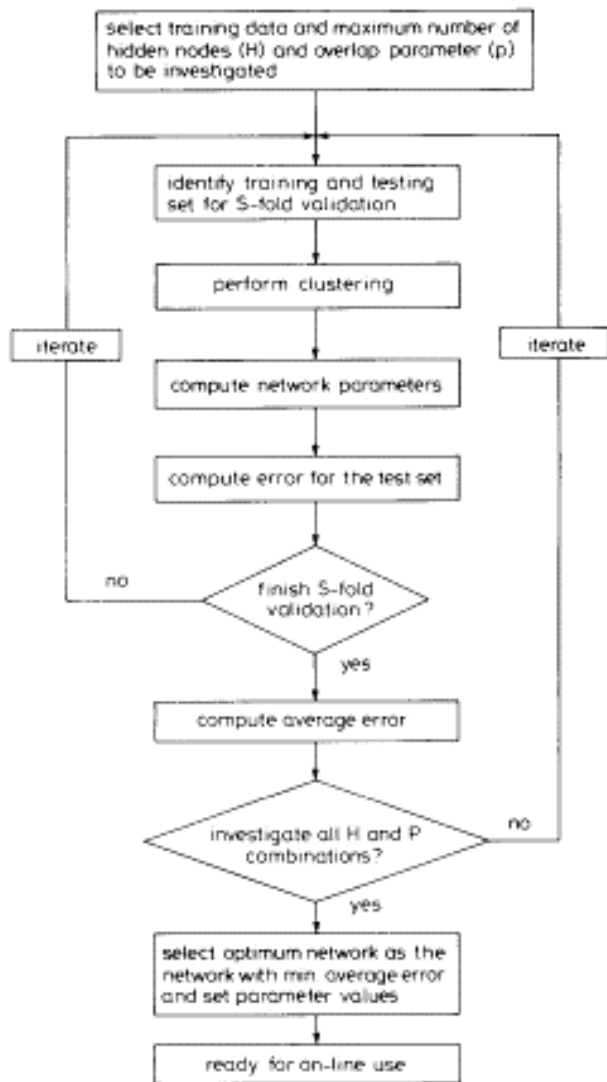 select training data and maximum number of
hidden nodes (H) and overlap parameter (p)
to be investigated
identify training and testing
set for S-fold validation
perform clustering
iterate
iterate
compute network parameters
compute error for the test set
no
finish S-fold
validation?
yes
compute average error
investigate all H and P
combinations?
no
yes
select optimum network as the
network with min. average error
and set parameter values
ready for on-line use